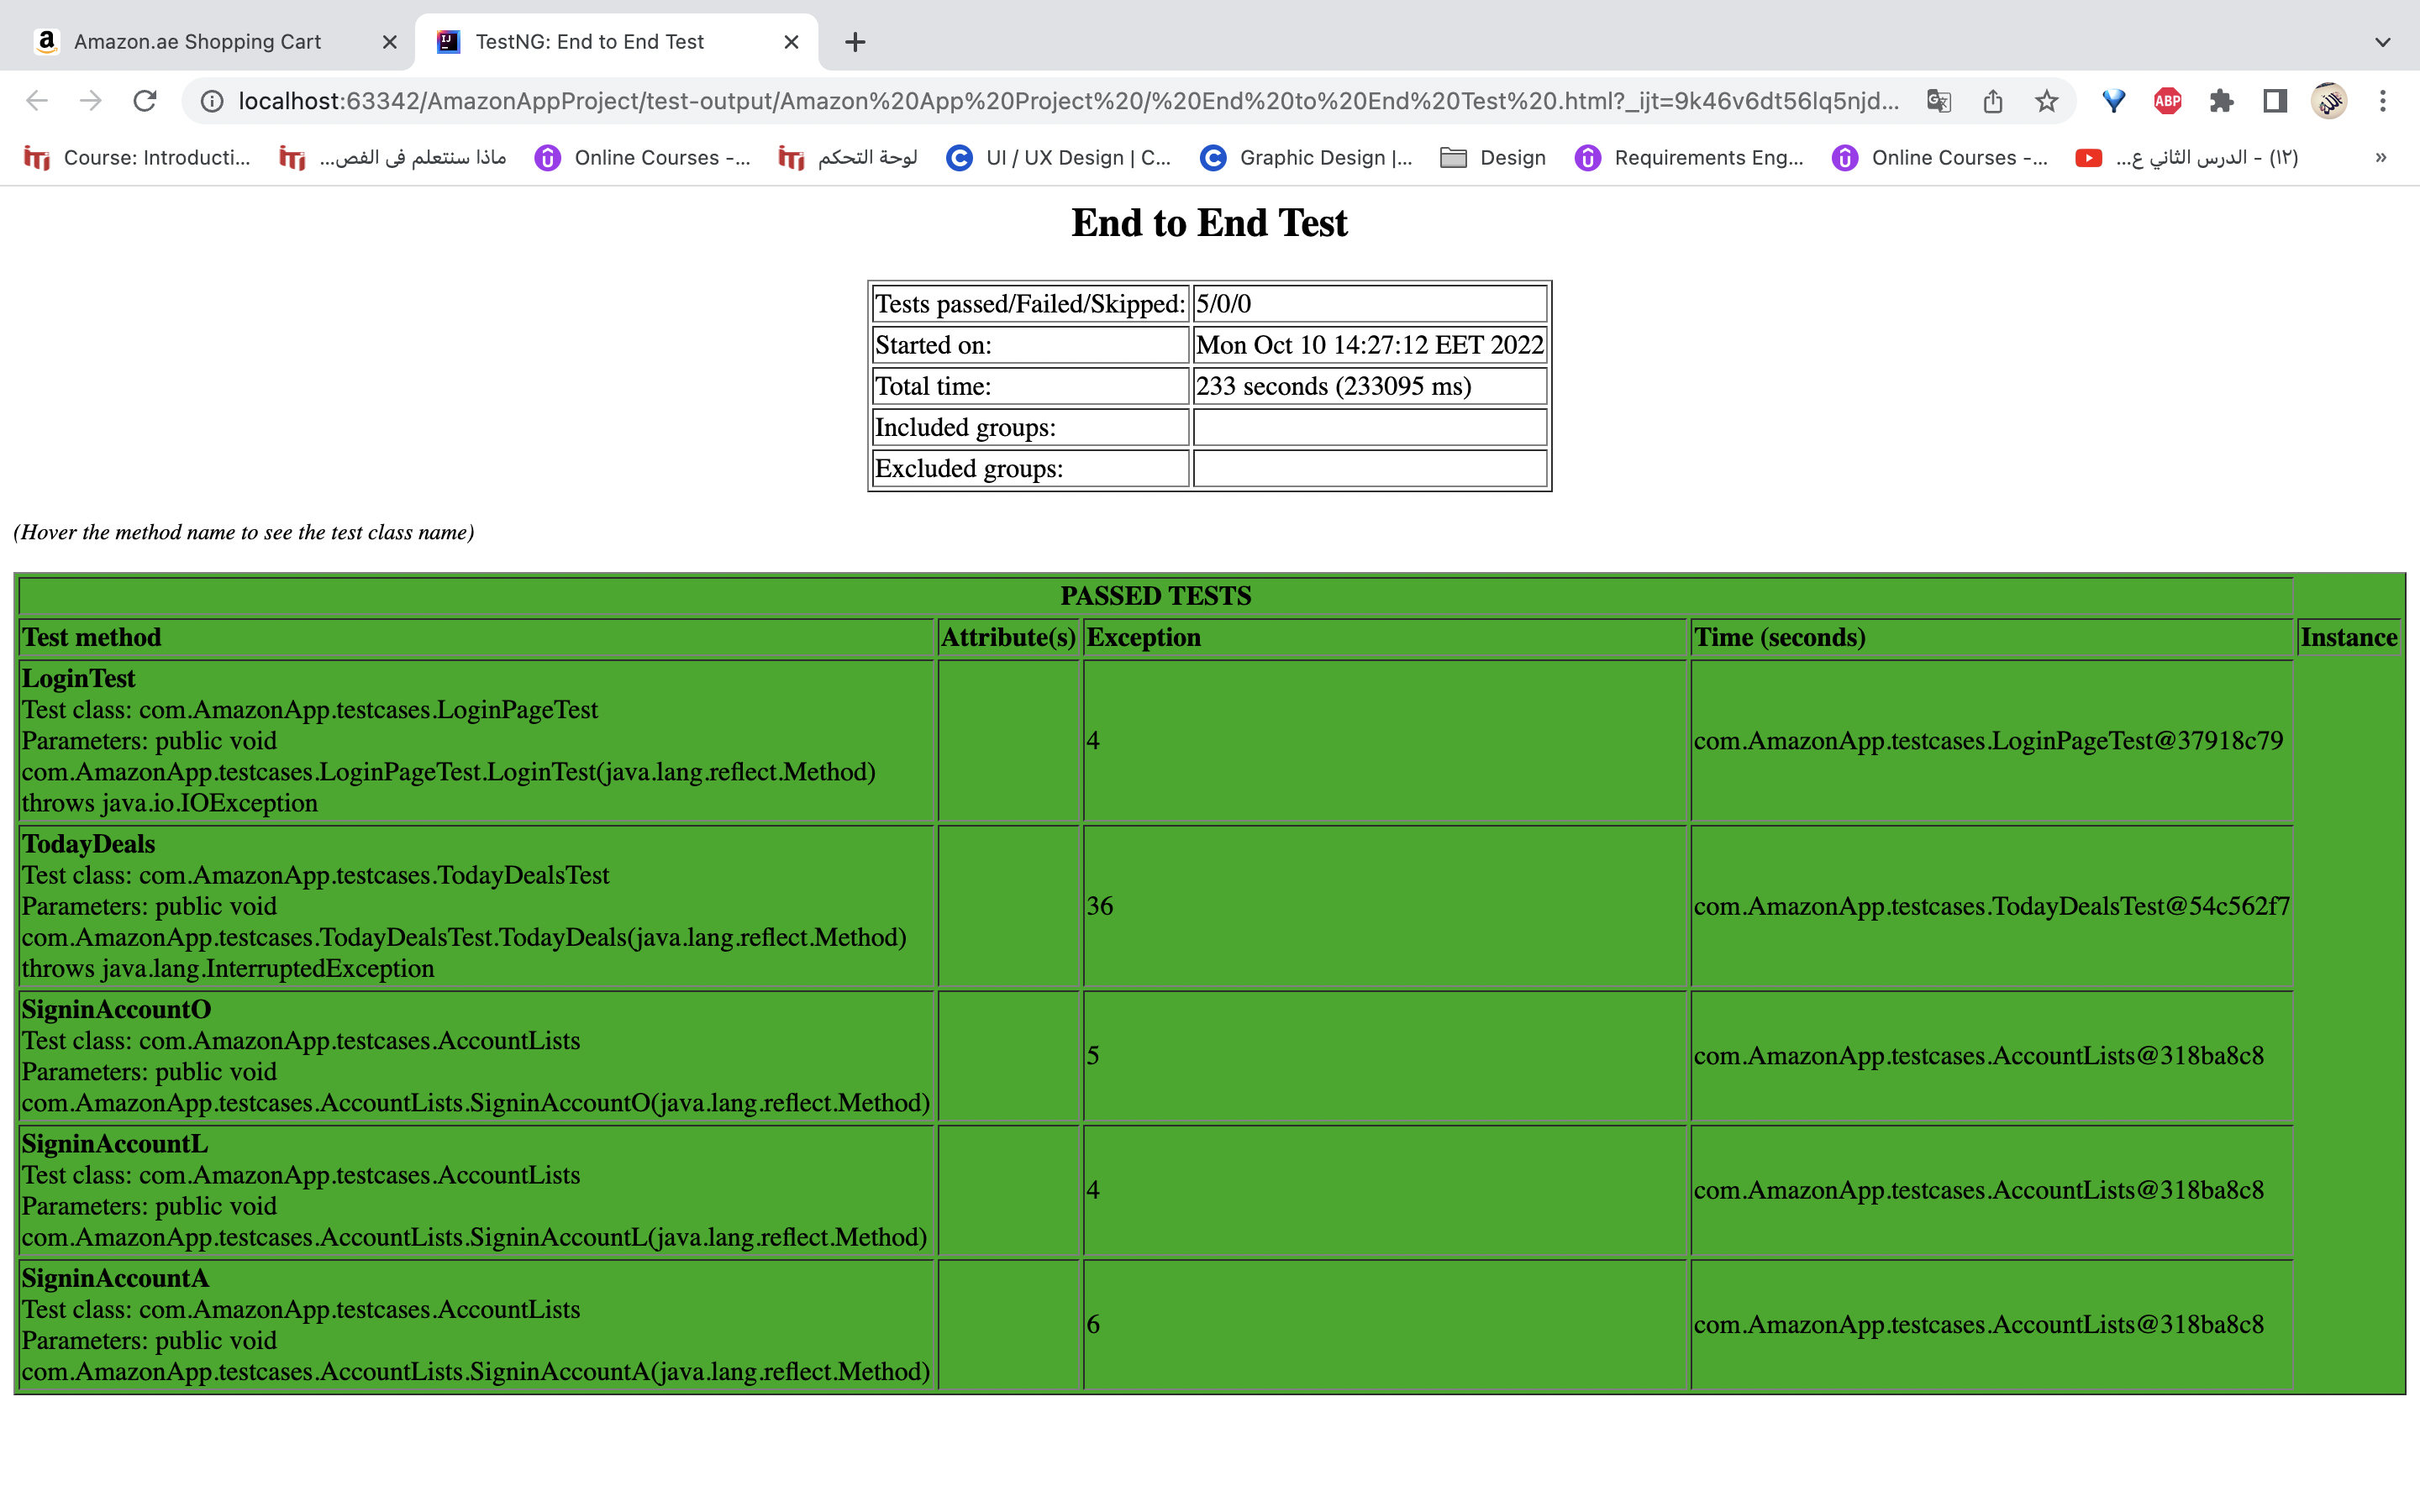 Amazon.ae Shopping Cart
TestNG: End to End Test
localhost:63342/AmazonAppProject/test-output/Amazon%20App%20Project%20/%20End%20to%20End%20Test%20.html?_ijt=9k46v6dt56lq5njd...
ABP
Course: Introducti...
ماذا سنتعلم فى الفص...
Online Courses -...
لوحة التحكم
UI / UX Design | C...
Graphic Design |...
Design
Requirements Eng...
Online Courses -...
(١٢) - الدرس الثاني ع...
»
End to End Test
Tests passed/Failed/Skipped: 5/0/0
Started on: Mon Oct 10 14:27:12 EET 2022
Total time: 233 seconds (233095 ms)
Included groups:
Excluded groups:
(Hover the method name to see the test class name)
PASSED TESTS
Test method Attribute(s) Exception Time (seconds) Instance
LoginTest
Test class: com.AmazonApp.testcases.LoginPageTest
Parameters: public void
com.AmazonApp.testcases.LoginPageTest.LoginTest(java.lang.reflect.Method)
throws java.io.IOException
4
com.AmazonApp.testcases.LoginPageTest@37918c79
TodayDeals
Test class: com.AmazonApp.testcases.TodayDealsTest
Parameters: public void
com.AmazonApp.testcases.TodayDealsTest.TodayDeals(java.lang.reflect.Method)
throws java.lang.InterruptedException
36
com.AmazonApp.testcases.TodayDealsTest@54c562f7
SigninAccountO
Test class: com.AmazonApp.testcases.AccountLists
Parameters: public void
com.AmazonApp.testcases.AccountLists.SigninAccountO(java.lang.reflect.Method)
5
com.AmazonApp.testcases.AccountLists@318ba8c8
SigninAccountL
Test class: com.AmazonApp.testcases.AccountLists
Parameters: public void
com.AmazonApp.testcases.AccountLists.SigninAccountL(java.lang.reflect.Method)
4
com.AmazonApp.testcases.AccountLists@318ba8c8
SigninAccountA
Test class: com.AmazonApp.testcases.AccountLists
Parameters: public void
com.AmazonApp.testcases.AccountLists.SigninAccountA(java.lang.reflect.Method)
6
com.AmazonApp.testcases.AccountLists@318ba8c8